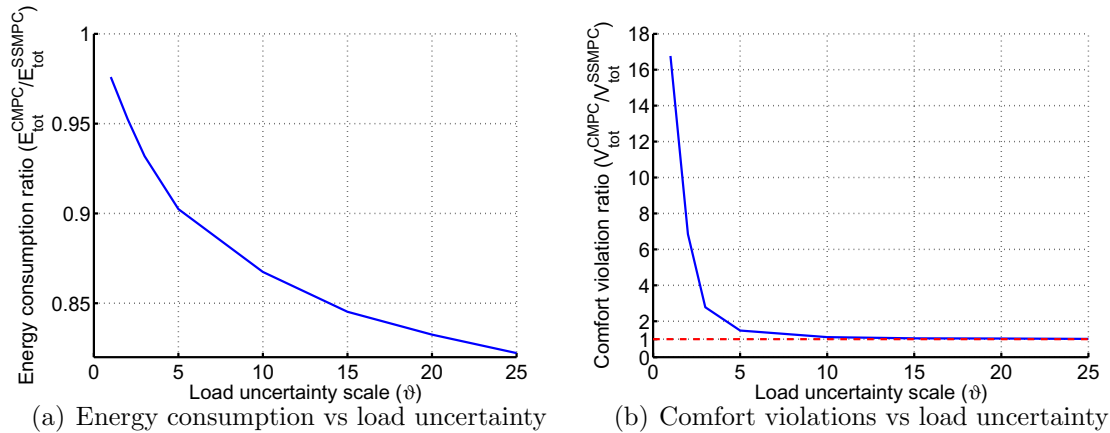 1
0.95
0.9
0.85
0 5 10 15 20 25
Energy consumption ratio (E_tot^CMPC/E_tot^SSMPC)
Load uncertainty scale (ϑ)
(a) Energy consumption vs load uncertainty
18
16
14
12
10
8
6
4
2
0
0 5 10 15 20 25
Comfort violation ratio (V_tot^CMPC/V_tot^SSMPC)
Load uncertainty scale (ϑ)
(b) Comfort violations vs load uncertainty